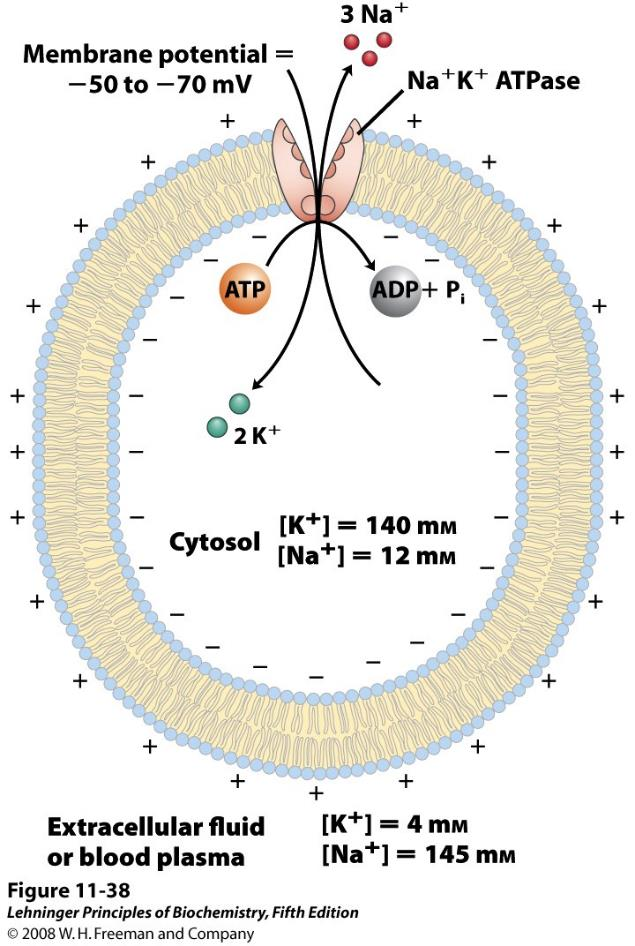 3 Na⁺
Membrane potential =
−50 to −70 mV
Na⁺K⁺ ATPase
ATP
ADP + Pᵢ
2 K⁺
Cytosol
[K⁺] = 140 mM
[Na⁺] = 12 mM
Extracellular fluid
or blood plasma
[K⁺] = 4 mM
[Na⁺] = 145 mM
Figure 11-38
Lehninger Principles of Biochemistry, Fifth Edition
© 2008 W. H. Freeman and Company